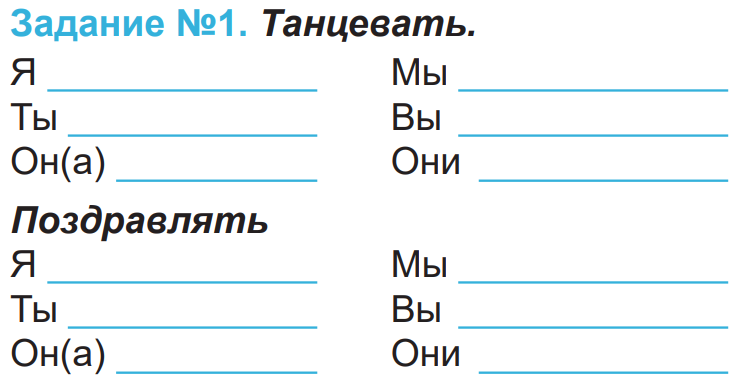 Задание №1. Танцевать.
Я Мы
Ты Вы
Он(а) Они
Поздравлять
Я Мы
Ты Вы
Он(а) Они